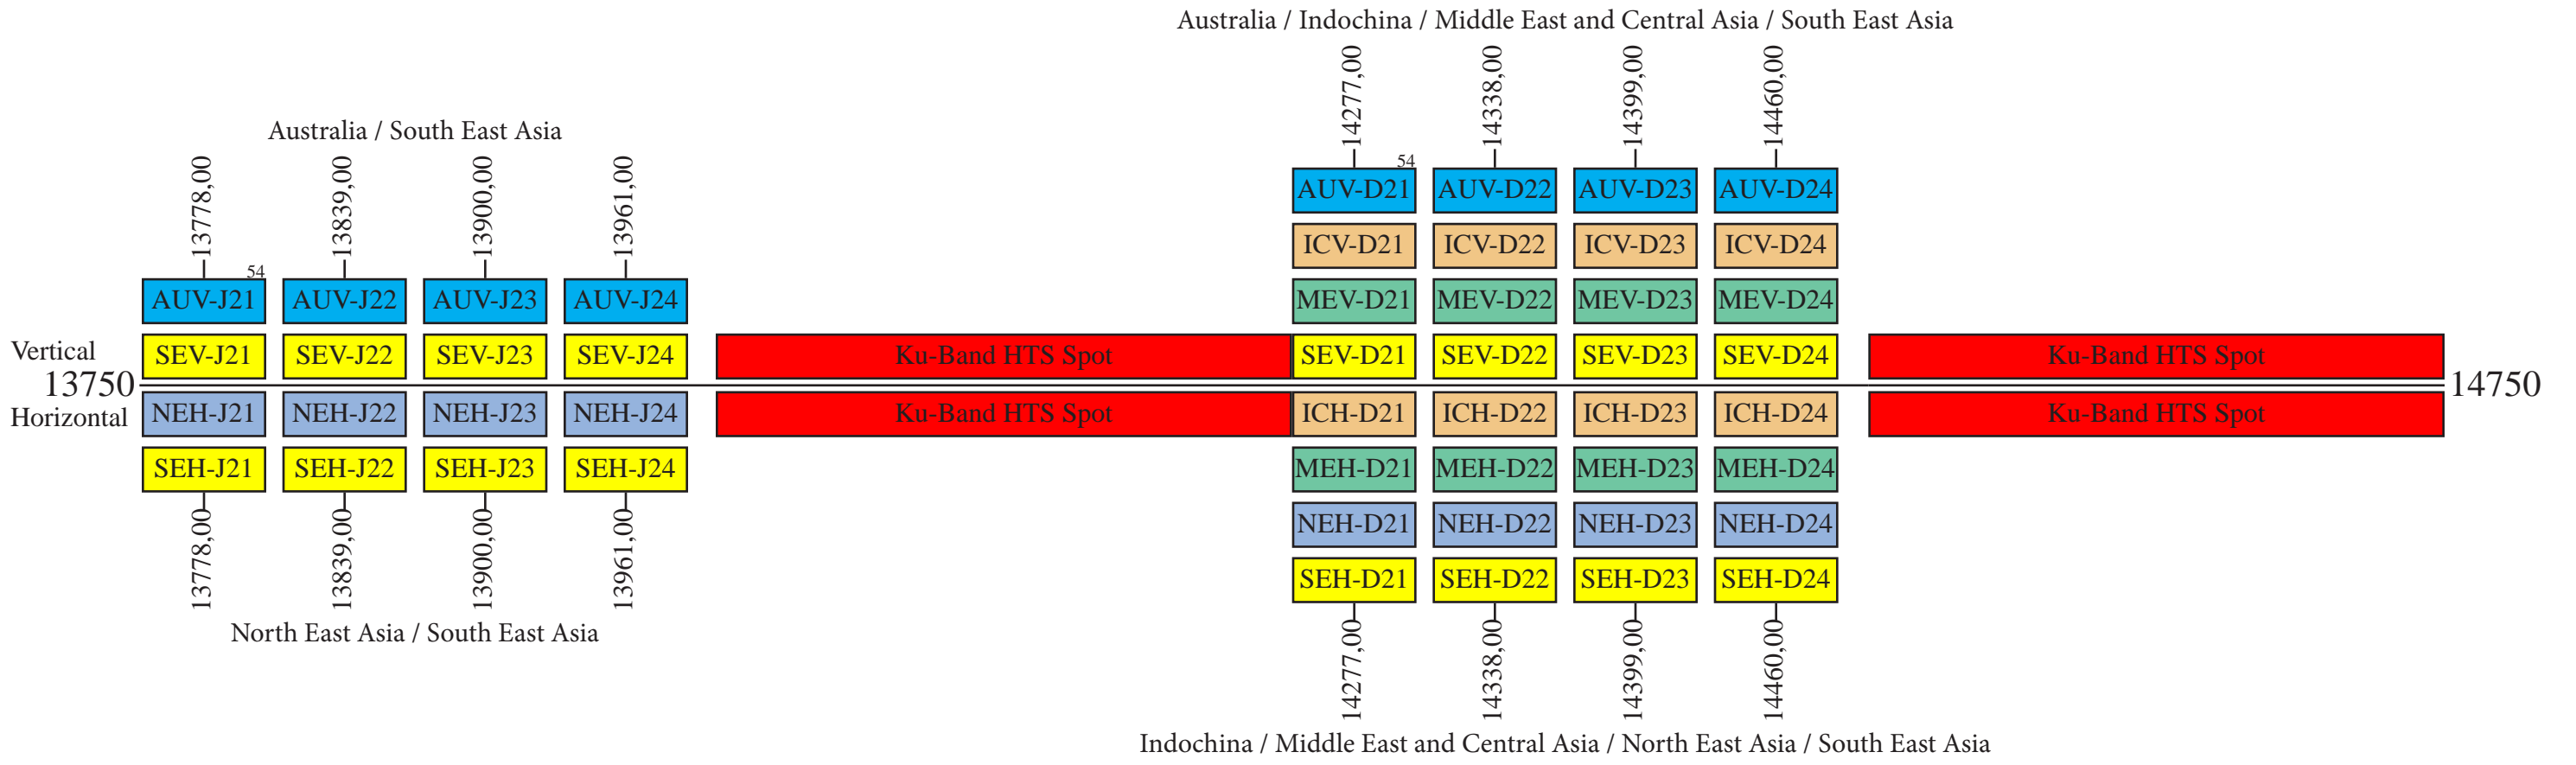 Australia / Indochina / Middle East and Central Asia / South East Asia
14277,00 14338,00 14399,00 14460,00
Australia / South East Asia
13778,00 13839,00 13900,00 13961,00
54
AUV-D21 AUV-D22 AUV-D23 AUV-D24
ICV-D21 ICV-D22 ICV-D23 ICV-D24
54
AUV-J21 AUV-J22 AUV-J23 AUV-J24 MEV-D21 MEV-D22 MEV-D23 MEV-D24
Vertical SEV-J21 SEV-J22 SEV-J23 SEV-J24 Ku-Band HTS Spot SEV-D21 SEV-D22 SEV-D23 SEV-D24 Ku-Band HTS Spot
13750 14750
Horizontal NEH-J21 NEH-J22 NEH-J23 NEH-J24 Ku-Band HTS Spot ICH-D21 ICH-D22 ICH-D23 ICH-D24 Ku-Band HTS Spot
SEH-J21 SEH-J22 SEH-J23 SEH-J24 MEH-D21 MEH-D22 MEH-D23 MEH-D24
NEH-D21 NEH-D22 NEH-D23 NEH-D24
13778,00 13839,00 13900,00 13961,00
SEH-D21 SEH-D22 SEH-D23 SEH-D24
North East Asia / South East Asia
14277,00 14338,00 14399,00 14460,00
Indochina / Middle East and Central Asia / North East Asia / South East Asia